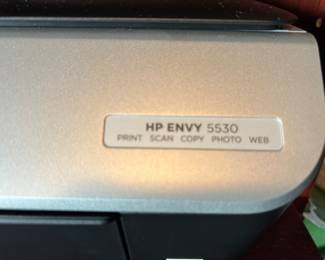 HP ENVY 5530
PRINT SCAN COPY PHOTO WEB